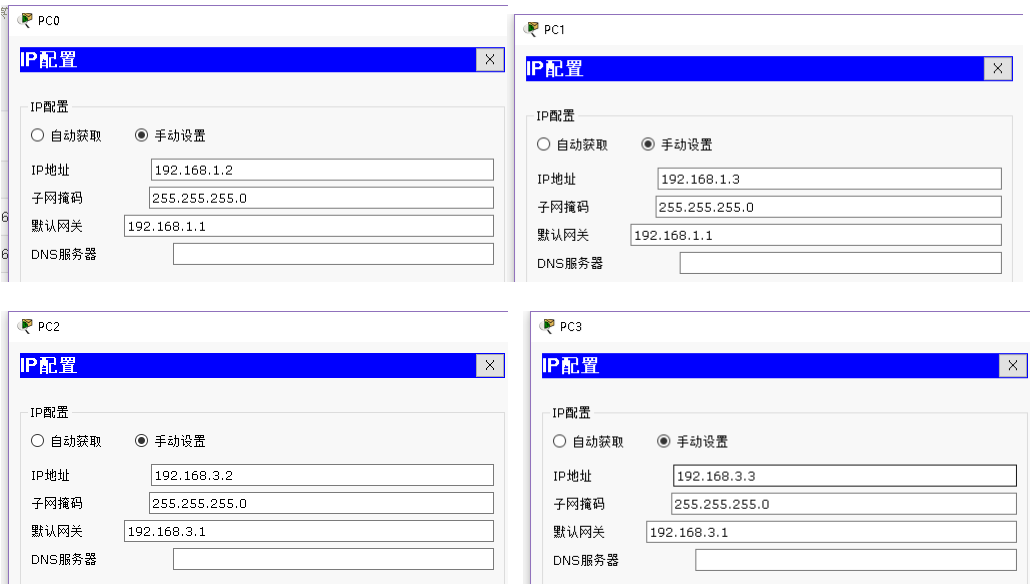 PC0
IP配置
X
IP配置
自动获取
手动设置
IP地址
192.168.1.2
子网掩码
255.255.255.0
默认网关
192.168.1.1
DNS服务器
PC1
IP配置
X
IP配置
自动获取
手动设置
IP地址
192.168.1.3
子网掩码
255.255.255.0
默认网关
192.168.1.1
DNS服务器
PC2
IP配置
X
IP配置
自动获取
手动设置
IP地址
192.168.3.2
子网掩码
255.255.255.0
默认网关
192.168.3.1
DNS服务器
PC3
IP配置
X
IP配置
自动获取
手动设置
IP地址
192.168.3.3
子网掩码
255.255.255.0
默认网关
192.168.3.1
DNS服务器